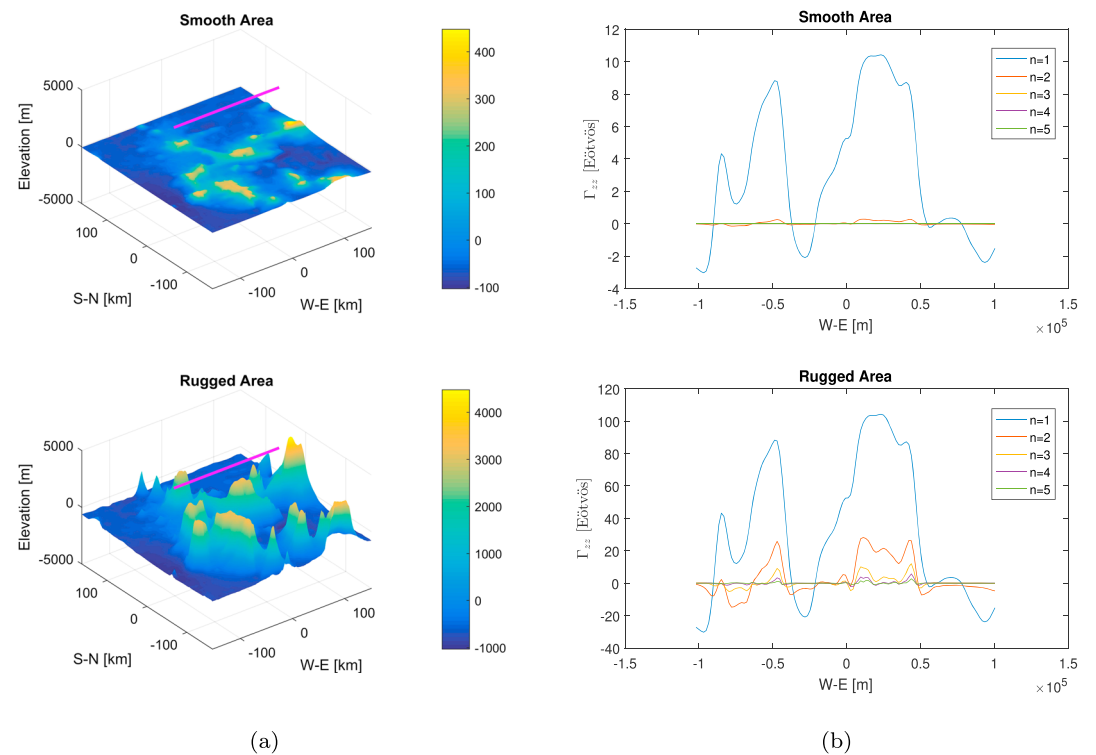 Smooth Area
Elevation [m]
5000
0
-5000
100
0
-100
S-N [km]
-100
0
100
W-E [km]
400
300
200
100
0
-100
Smooth Area
Γzz [Eötvös]
12
10
8
6
4
2
0
-2
-4
-1.5 -1 -0.5 0 0.5 1 1.5
W-E [m]
×10^5
n=1
n=2
n=3
n=4
n=5
Rugged Area
Elevation [m]
5000
0
-5000
100
0
-100
S-N [km]
-100
0
100
W-E [km]
4000
3000
2000
1000
0
-1000
Rugged Area
Γzz [Eötvös]
120
100
80
60
40
20
0
-20
-40
-1.5 -1 -0.5 0 0.5 1 1.5
W-E [m]
×10^5
n=1
n=2
n=3
n=4
n=5
(a) (b)